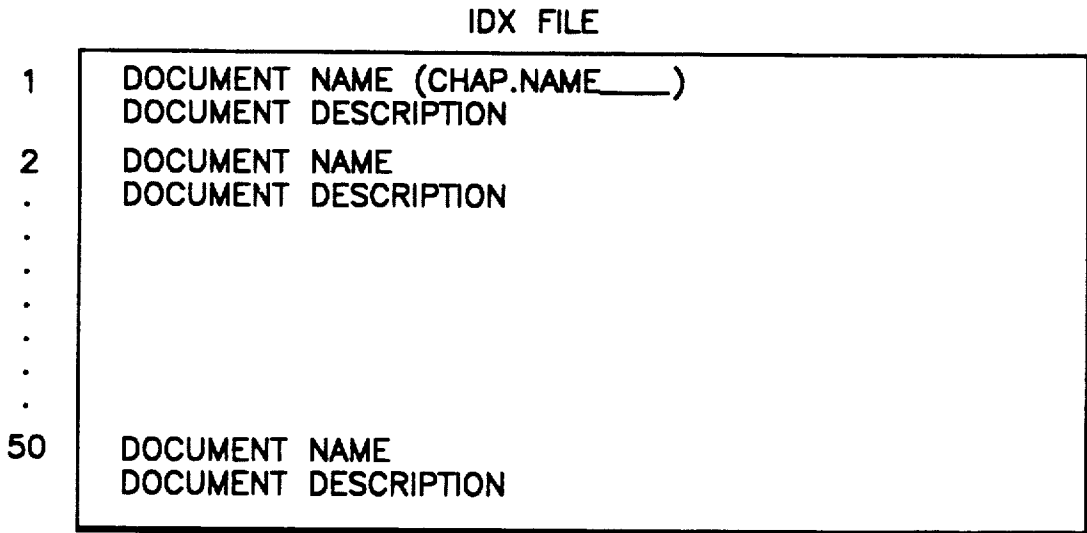 IDX FILE
1 DOCUMENT NAME (CHAP.NAME____)
DOCUMENT DESCRIPTION
2 DOCUMENT NAME
. DOCUMENT DESCRIPTION
.
.
.
.
.
.
50 DOCUMENT NAME
DOCUMENT DESCRIPTION